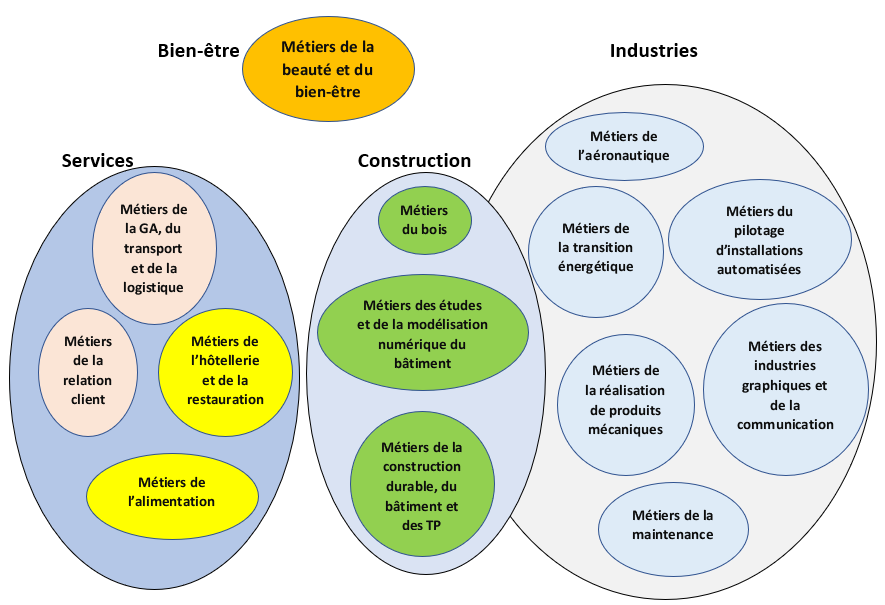 Bien-être
Métiers de la
beauté et du
bien-être
Industries
Services
Métiers de
la GA, du
transport
et de la
logistique
Métiers
de la
relation
client
Métiers de
l'hôtellerie
et de la
restauration
Métiers de
l'alimentation
Construction
Métiers
du bois
Métiers des études
et de la modélisation
numérique du
bâtiment
Métiers de la
construction
durable, du
bâtiment et
des TP
Métiers de
l'aéronautique
Métiers de
la transition
énergétique
Métiers du
pilotage
d'installations
automatisées
Métiers de
la réalisation
de produits
mécaniques
Métiers des
industries
graphiques et
de la
communication
Métiers de la
maintenance